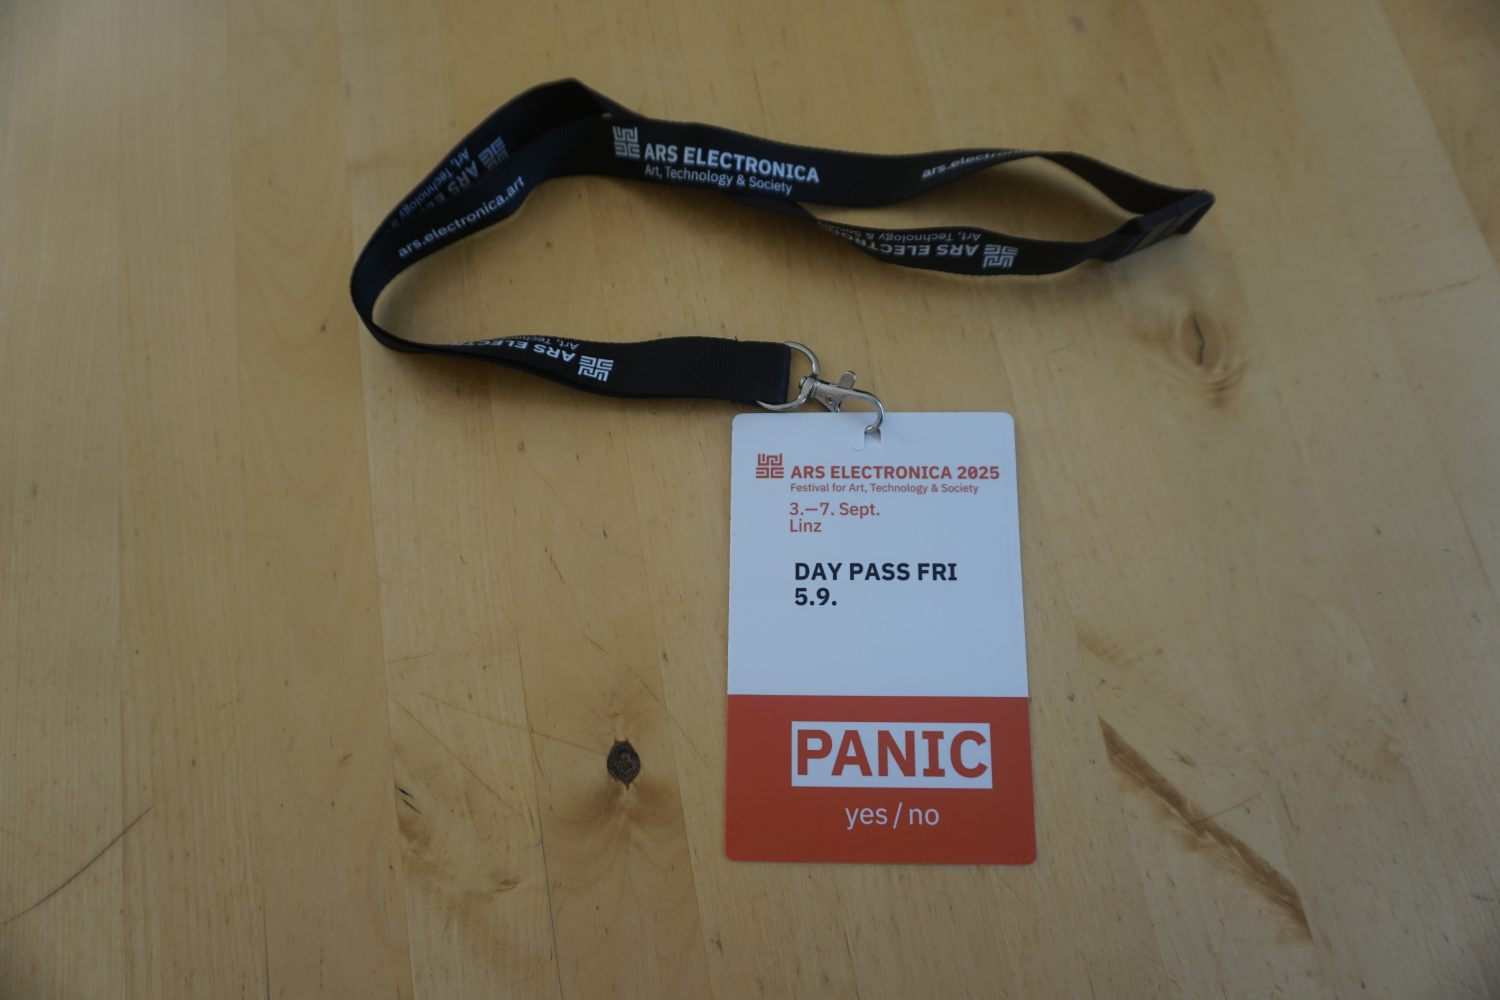 ARS ELECTRONICA
Art, Technology & Society
ars.electronica.art
ARS ELECTRONICA 2025
Festival for Art, Technology & Society
3.—7. Sept.
Linz
DAY PASS FRI
5.9.
PANIC
yes / no